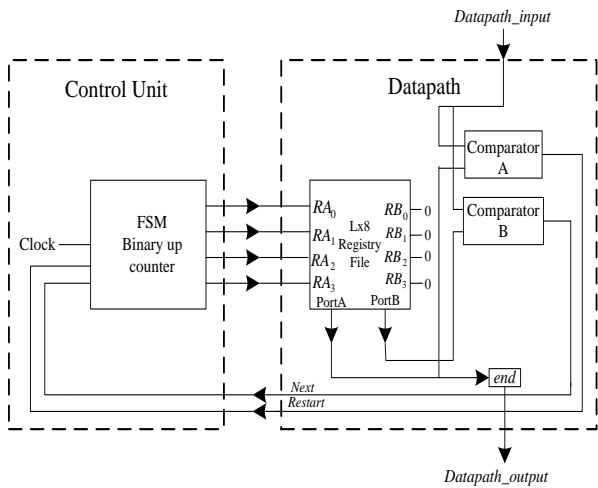 Datapath_input
Control Unit
Datapath
FSM
Binary up
counter
Clock
RA0
RA1
RA2
RA3
Lx8
Registry
File
RB0 0
RB1 0
RB2 0
RB3 0
PortA
PortB
Comparator
A
Comparator
B
end
Next
Restart
Datapath_output